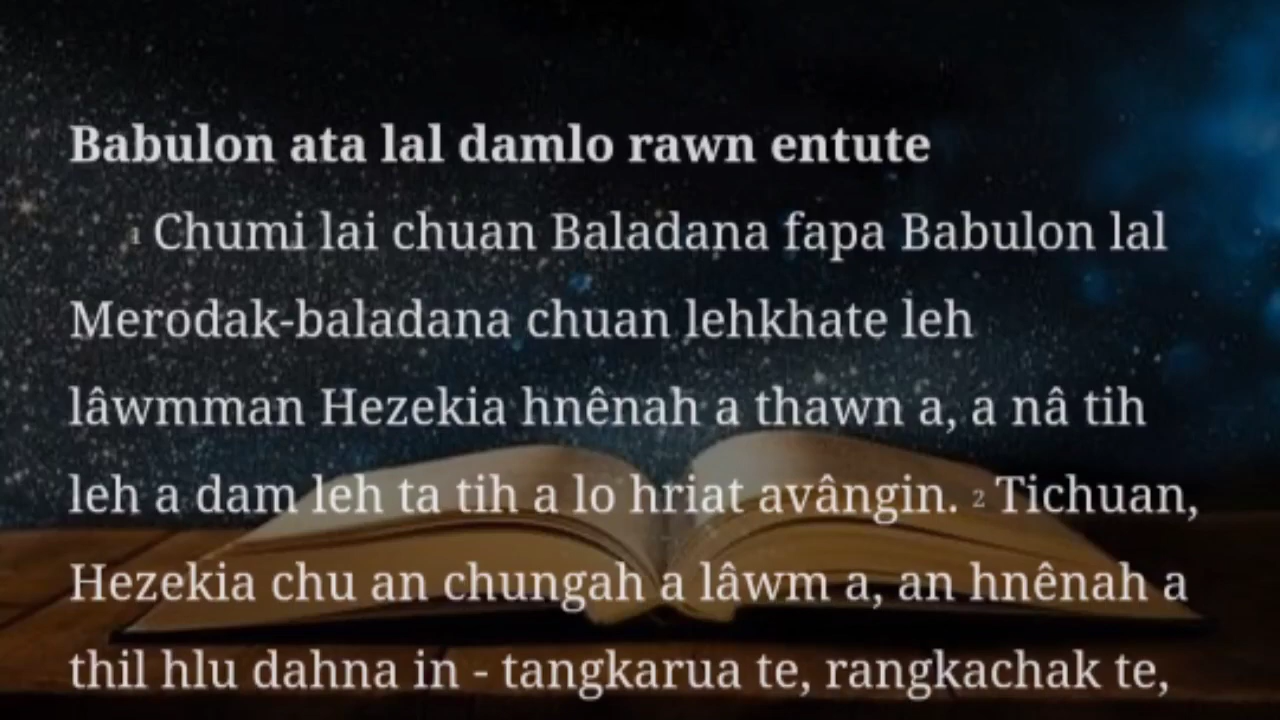 Babulon ata lal damlo rawn entute
1 Chumi lai chuan Baladana fapa Babulon lal
Merodak-baladana chuan lehkhate leh
lâwmman Hezekia hnênah a thawn a, a nâ tih
leh a dam leh ta tih a lo hriat avângin. 2 Tichuan,
Hezekia chu an chungah a lâwm a, an hnênah a
thil hlu dahna in - tangkarua te, rangkachak te,